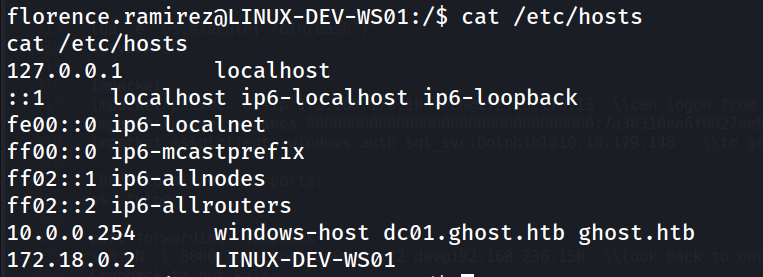 florence.ramirez@LINUX-DEV-WS01:/$ cat /etc/hosts
cat /etc/hosts
127.0.0.1 localhost
::1 localhost ip6-localhost ip6-loopback
fe00::0 ip6-localnet
ff00::0 ip6-mcastprefix
ff02::1 ip6-allnodes
ff02::2 ip6-allrouters
10.0.0.254 windows-host dc01.ghost.htb ghost.htb
172.18.0.2 LINUX-DEV-WS01